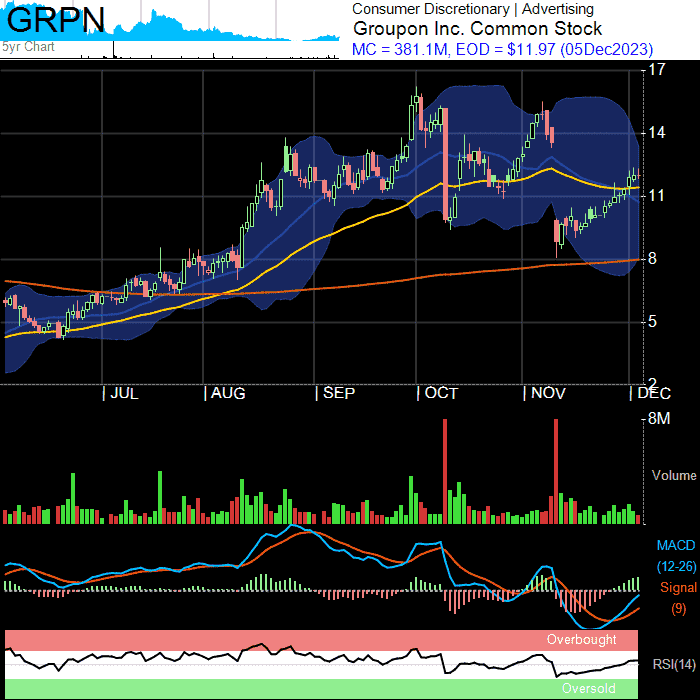 GRPN
5yr Chart
Consumer Discretionary | Advertising
Groupon Inc. Common Stock
MC = 381.1M, EOD = $11.97 (05Dec2023)
17
14
11
8
5
2
JUL AUG SEP OCT NOV DEC
8M
Volume
MACD
(12-26)
Signal
(9)
Overbought
RSI(14)
Oversold